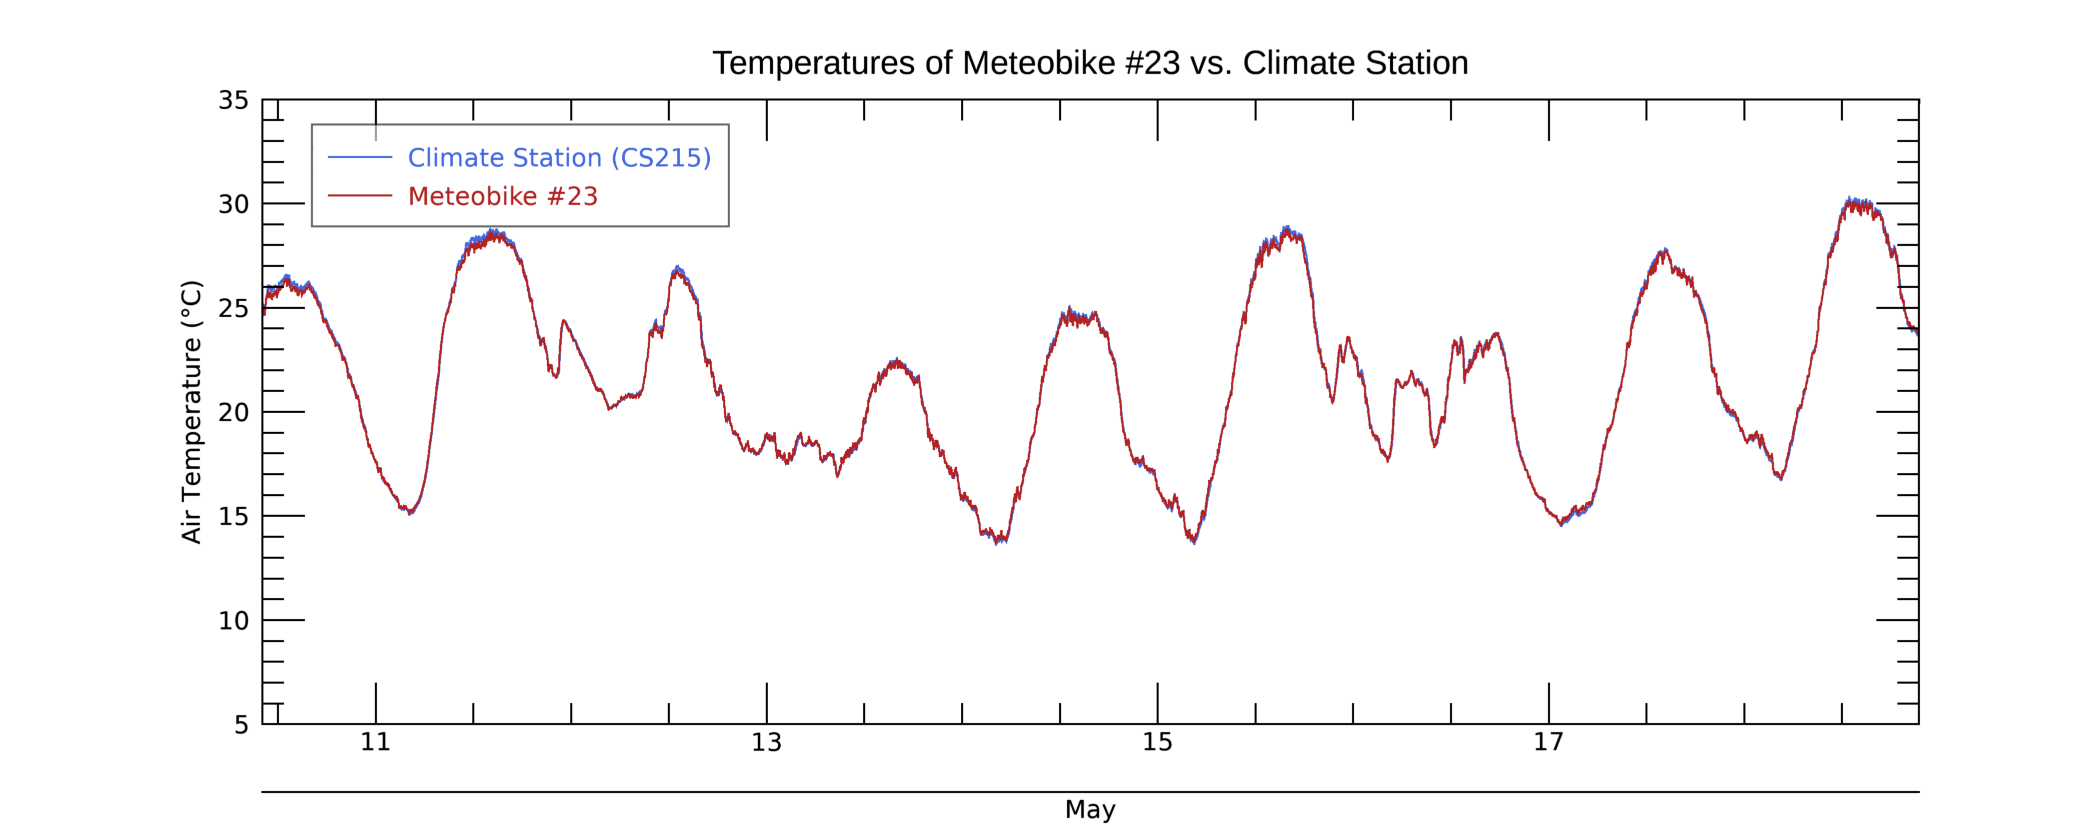 Temperatures of Meteobike #23 vs. Climate Station
35
30
25
20
15
10
5
Air Temperature (°C)
Climate Station (CS215)
Meteobike #23
11 13 15 17
May